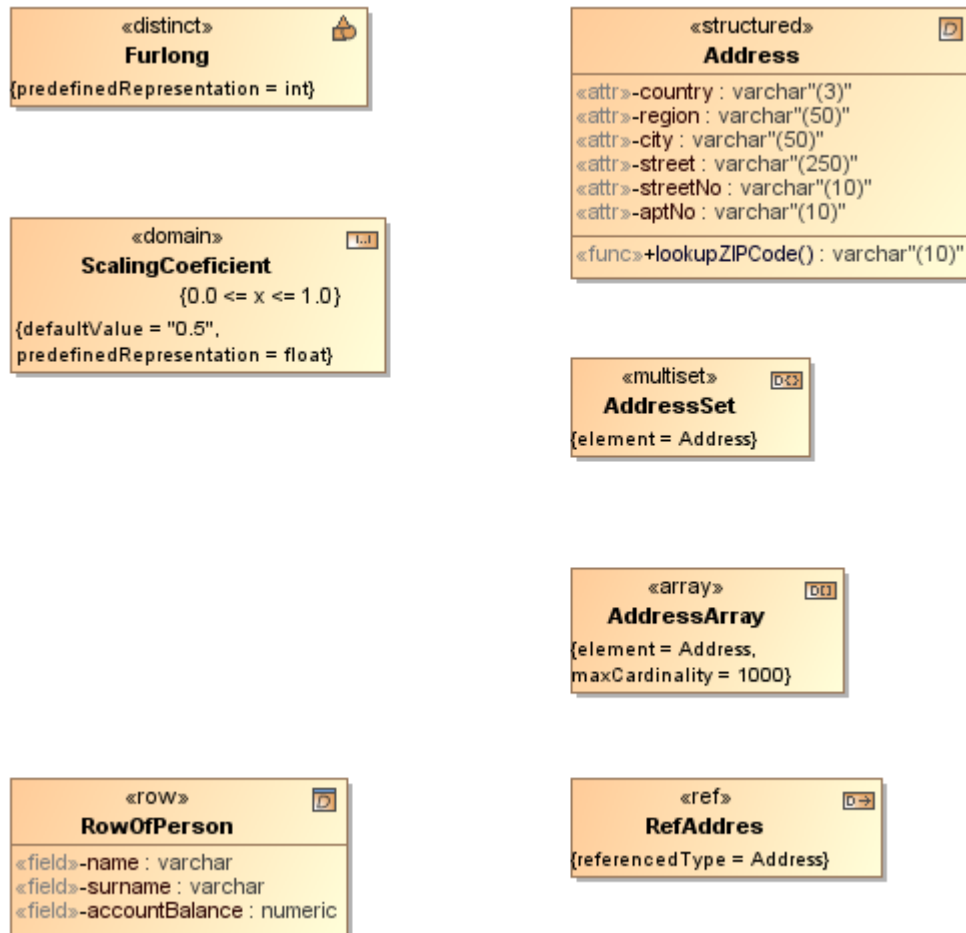 «distinct»
Furlong
{predefinedRepresentation = int}
«structured»
Address
«attr»-country : varchar"(3)"
«attr»-region : varchar"(50)"
«attr»-city : varchar"(50)"
«attr»-street : varchar"(250)"
«attr»-streetNo : varchar"(10)"
«attr»-aptNo : varchar"(10)"
«func»+lookupZIPCode() : varchar"(10)"
«domain»
ScalingCoeficient
{0.0 <= x <= 1.0}
{defaultValue = "0.5",
predefinedRepresentation = float}
«multiset»
AddressSet
{element = Address}
«array»
AddressArray
{element = Address,
maxCardinality = 1000}
«row»
RowOfPerson
«field»-name : varchar
«field»-surname : varchar
«field»-accountBalance : numeric
«ref»
RefAddres
{referencedType = Address}